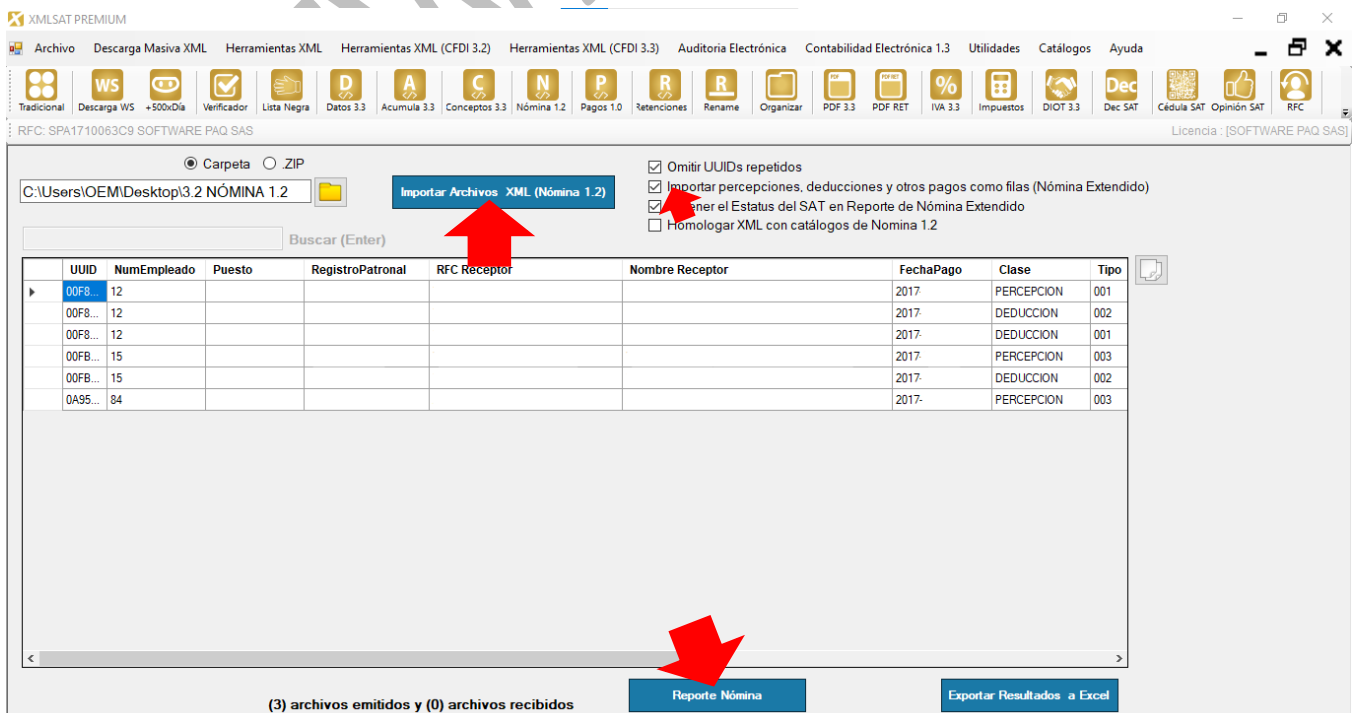 XMLSAT PREMIUM
Archivo Descarga Masiva XML Herramientas XML Herramientas XML (CFDI 3.2) Herramientas XML (CFDI 3.3) Auditoria Electrónica Contabilidad Electrónica 1.3 Utilidades Catálogos Ayuda
WS D A C N P R R PDF PDF RET % Dec
Tradicional Descarga WS +500xDía Verificador Lista Negra Datos 3.3 Acumula 3.3 Conceptos 3.3 Nómina 1.2 Pagos 1.0 Retenciones Rename Organizar PDF 3.3 PDF RET IVA 3.3 Impuestos DIOT 3.3 Dec SAT Cédula SAT Opinión SAT RFC
RFC: SPA1710063C9 SOFTWARE PAQ SAS Licencia : [SOFTWARE PAQ SAS]
Carpeta .ZIP
Omitir UUIDs repetidos
C:\Users\OEM\Desktop\3.2 NÓMINA 1.2 Importar Archivos XML (Nómina 1.2)
Importar percepciones, deducciones y otros pagos como filas (Nómina Extendido)
ener el Estatus del SAT en Reporte de Nómina Extendido
Homologar XML con catálogos de Nomina 1.2
Buscar (Enter)
UUID NumEmpleado Puesto RegistroPatronal RFC Receptor Nombre Receptor FechaPago Clase Tipo
00F8... 12 2017- PERCEPCION 001
00F8... 12 2017- DEDUCCION 002
00F8... 12 2017- DEDUCCION 001
00FB... 15 2017- PERCEPCION 003
00FB... 15 2017- DEDUCCION 002
0A95... 84 2017- PERCEPCION 003
(3) archivos emitidos y (0) archivos recibidos Reporte Nómina Exportar Resultados a Excel